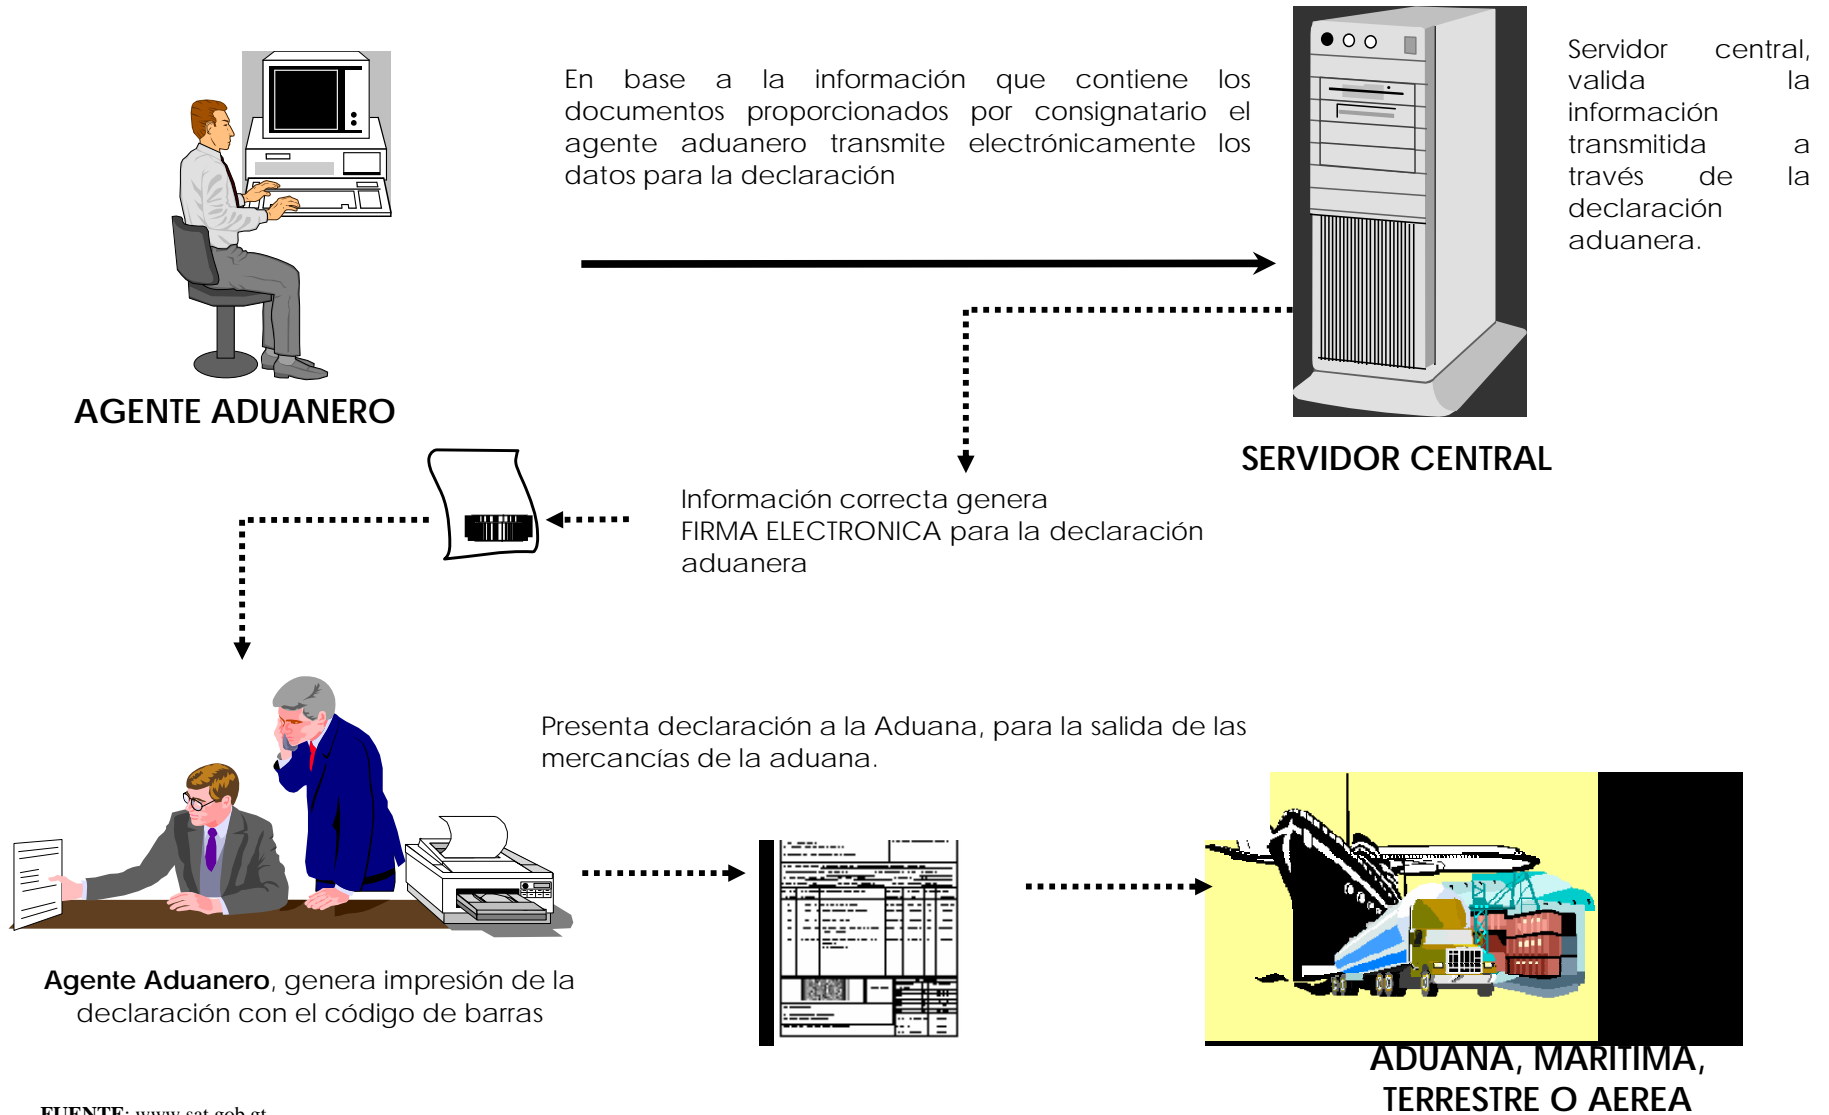 En base a la información que contiene los
documentos proporcionados por consignatario el
agente aduanero transmite electrónicamente los
datos para la declaración
Servidor central,
valida la
información
transmitida a
través de la
declaración
aduanera.
AGENTE ADUANERO
SERVIDOR CENTRAL
Información correcta genera
FIRMA ELECTRONICA para la declaración
aduanera
Presenta declaración a la Aduana, para la salida de las
mercancías de la aduana.
Agente Aduanero, genera impresión de la
declaración con el código de barras
ADUANA, MARITIMA,
TERRESTRE O AEREA
FUENTE: www.sat.gob.gt